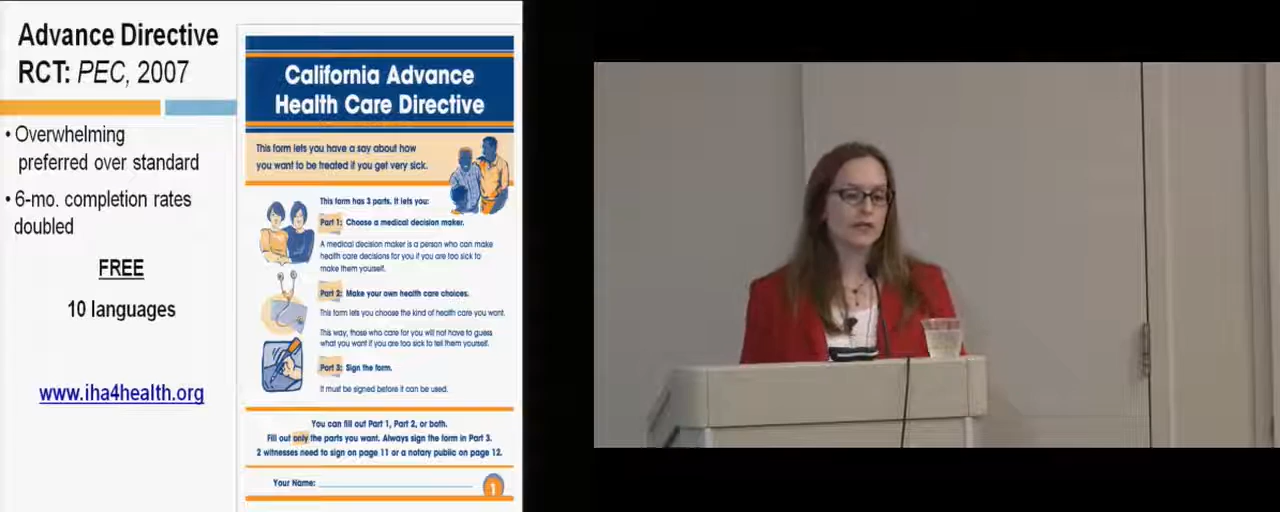 Advance Directive
RCT: PEC, 2007
• Overwhelming
preferred over standard
• 6-mo. completion rates
doubled
FREE
10 languages
www.iha4health.org
California Advance
Health Care Directive
This form lets you have a say about how
you want to be treated if you get very sick.
This form has 3 parts. It lets you:
Part 1: Choose a medical decision maker.
A medical decision maker is a person who can make
health care decisions for you if you are too sick to
make them yourself.
Part 2: Make your own health care choices.
This form lets you choose the kind of health care you want.
This way, those who care for you will not have to guess
what you want if you are too sick to tell them yourself.
Part 3: Sign the form.
It must be signed before it can be used.
You can fill out Part 1, Part 2, or both.
Fill out only the parts you want. Always sign the form in Part 3.
2 witnesses need to sign on page 11 or a notary public on page 12.
Your Name:
1